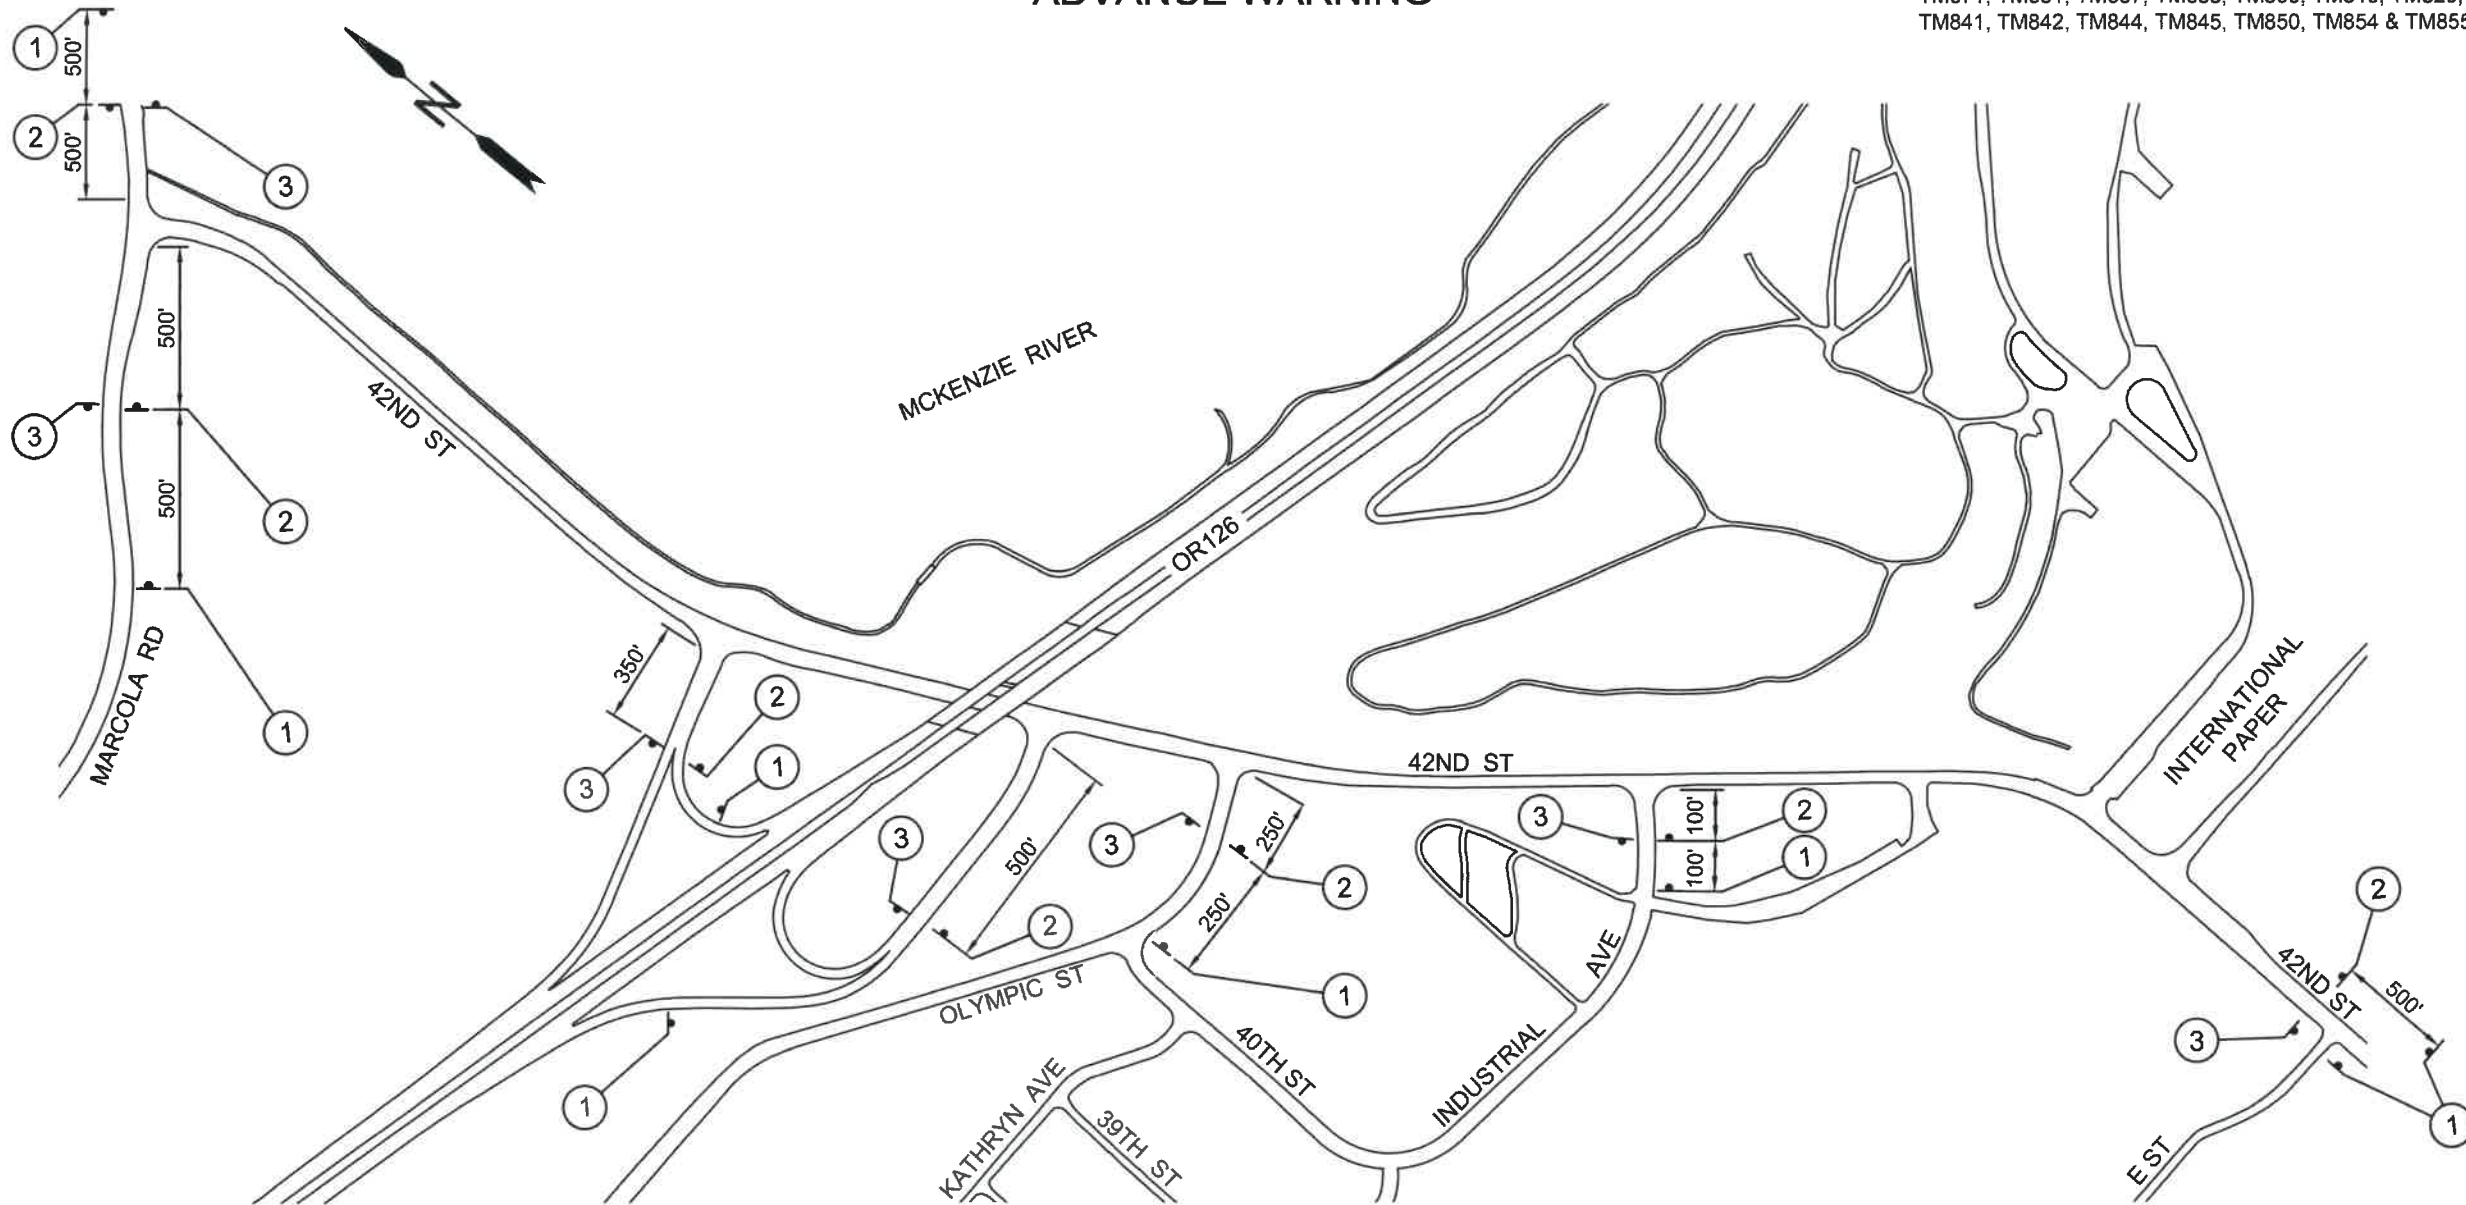 ADVANCE WARNING
TM841, TM842, TM844, TM845, TM850, TM854 & TM855
1
500'
2
500'
3
N
500'
3
2
500'
1
MARCOLA RD
42ND ST
MCKENZIE RIVER
OR126
350'
2
1
3
3
500'
2
3
250'
2
250'
1
1
OLYMPIC ST
KATHRYN AVE
39TH ST
40TH ST
INDUSTRIAL
AVE
42ND ST
3
100'
2
100'
1
INTERNATIONAL
PAPER
42ND ST
2
500'
3
1
E ST